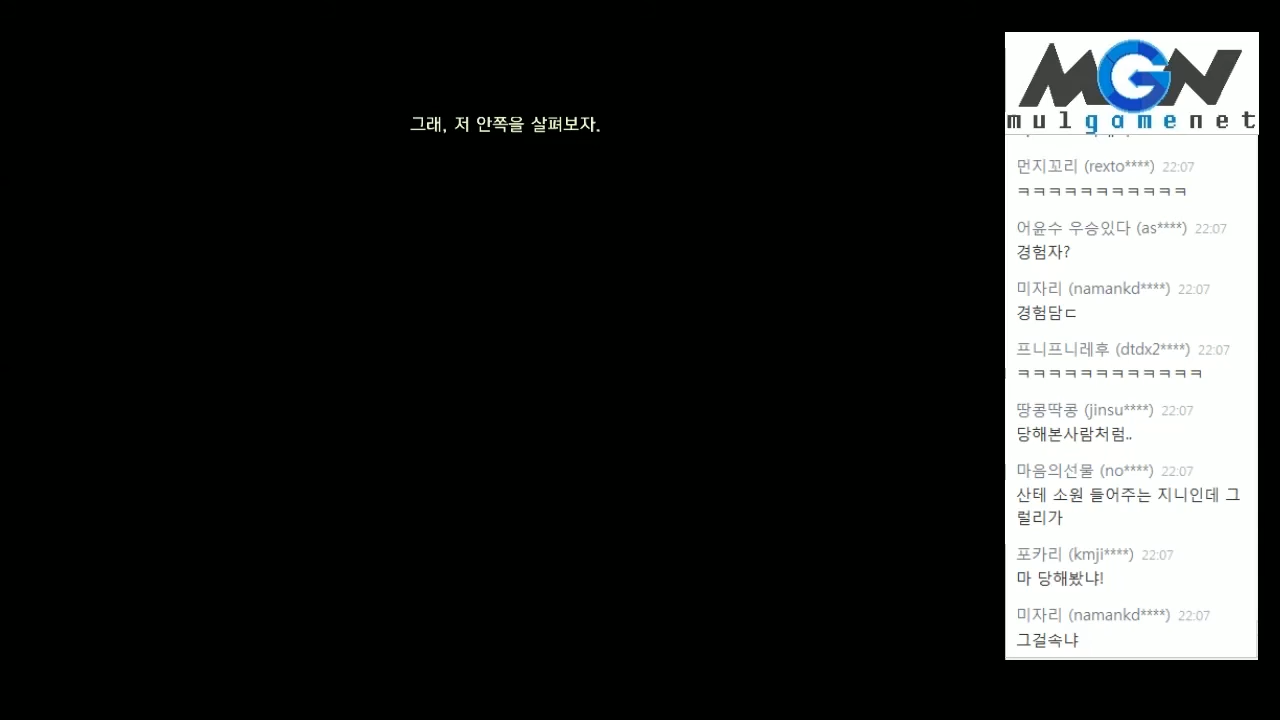 그래, 저 안쪽을 살펴보자.
MGN
mulgamenet
먼지꼬리 (rexto****) 22:07
ㅋㅋㅋㅋㅋㅋㅋㅋㅋㅋㅋ
어윤수 우승있다 (as****) 22:07
경험자?
미자리 (namankd****) 22:07
경험담ㄷ
프니프니레후 (dtdx2****) 22:07
ㅋㅋㅋㅋㅋㅋㅋㅋㅋㅋㅋㅋ
땅콩딱콩 (jinsu****) 22:07
당해본사람처럼..
마음의선물 (no****) 22:07
산테 소원 들어주는 지니인데 그
럴리가
포카리 (kmji****) 22:07
마 당해봤냐!
미자리 (namankd****) 22:07
그걸속냐